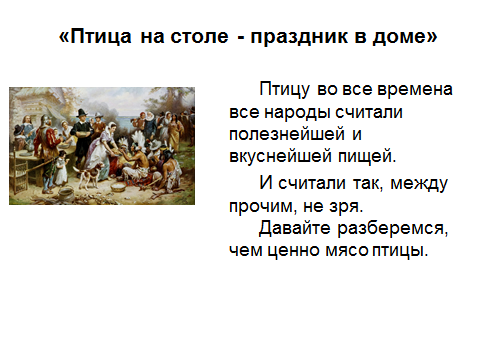 «Птица на столе - праздник в доме»
Птицу во все времена
все народы считали
полезнейшей и
вкуснейшей пищей.
И считали так, между
прочим, не зря.
Давайте разберемся,
чем ценно мясо птицы.